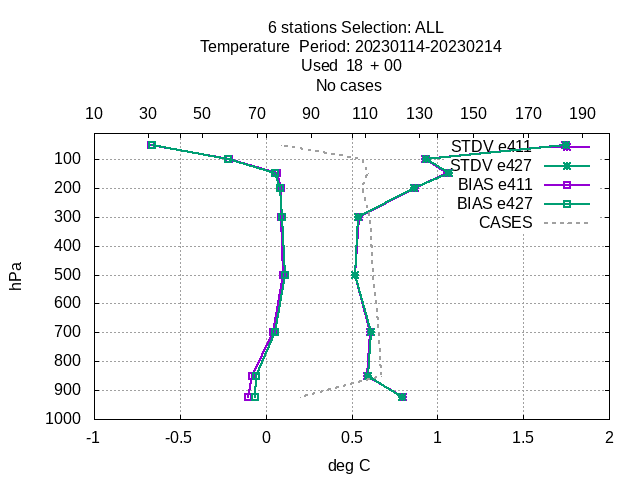 6 stations Selection: ALL
Temperature  Period: 20230114-20230214
Used  18  + 00
No cases
10 30 50 70 90 110 130 150 170 190
STDV e411
STDV e427
BIAS e411
BIAS e427
CASES
100
200
300
400
500
600
700
800
900
1000
hPa
-1 -0.5 0 0.5 1 1.5 2
deg C